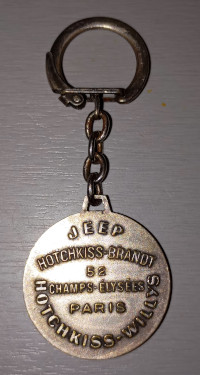 JEEP
HOTCHKISS-BRANDT
52
CHAMPS-ÉLYSÉES
PARIS
HOTCHKISS-WILLYS